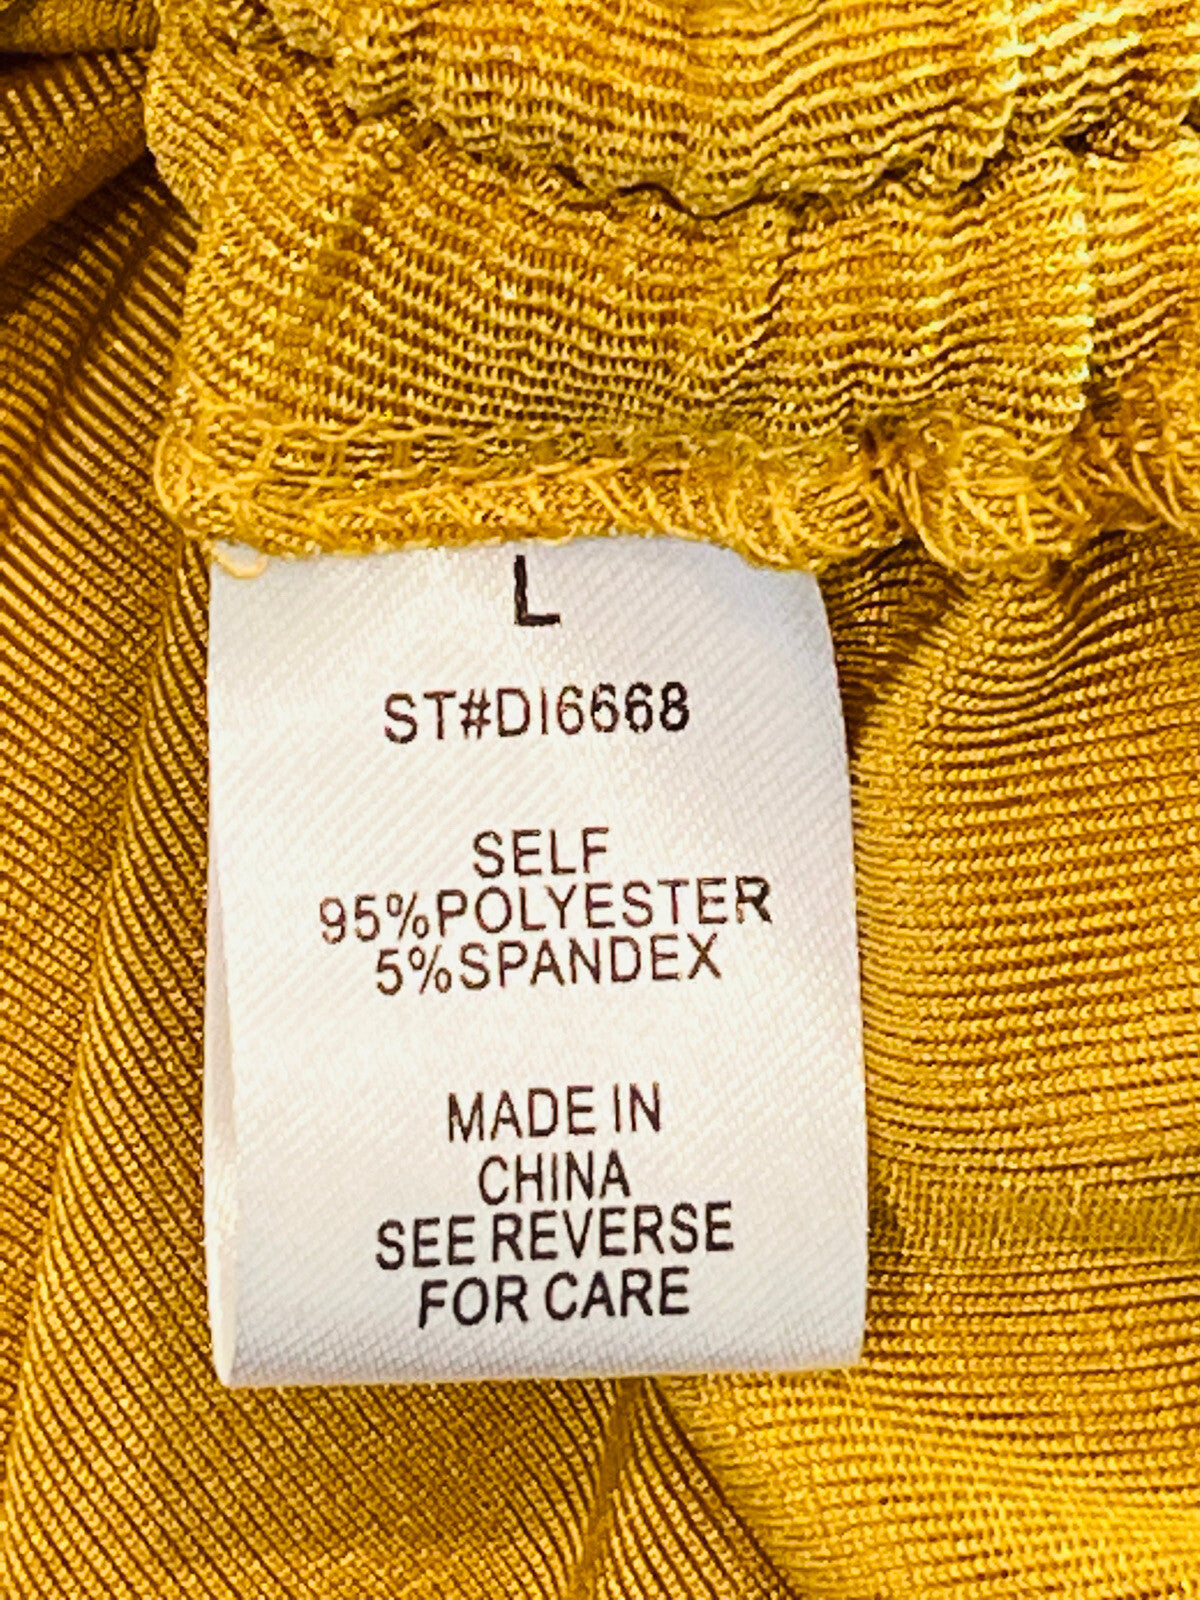 L
ST#DI6668
SELF
95%POLYESTER
5%SPANDEX
MADE IN
CHINA
SEE REVERSE
FOR CARE